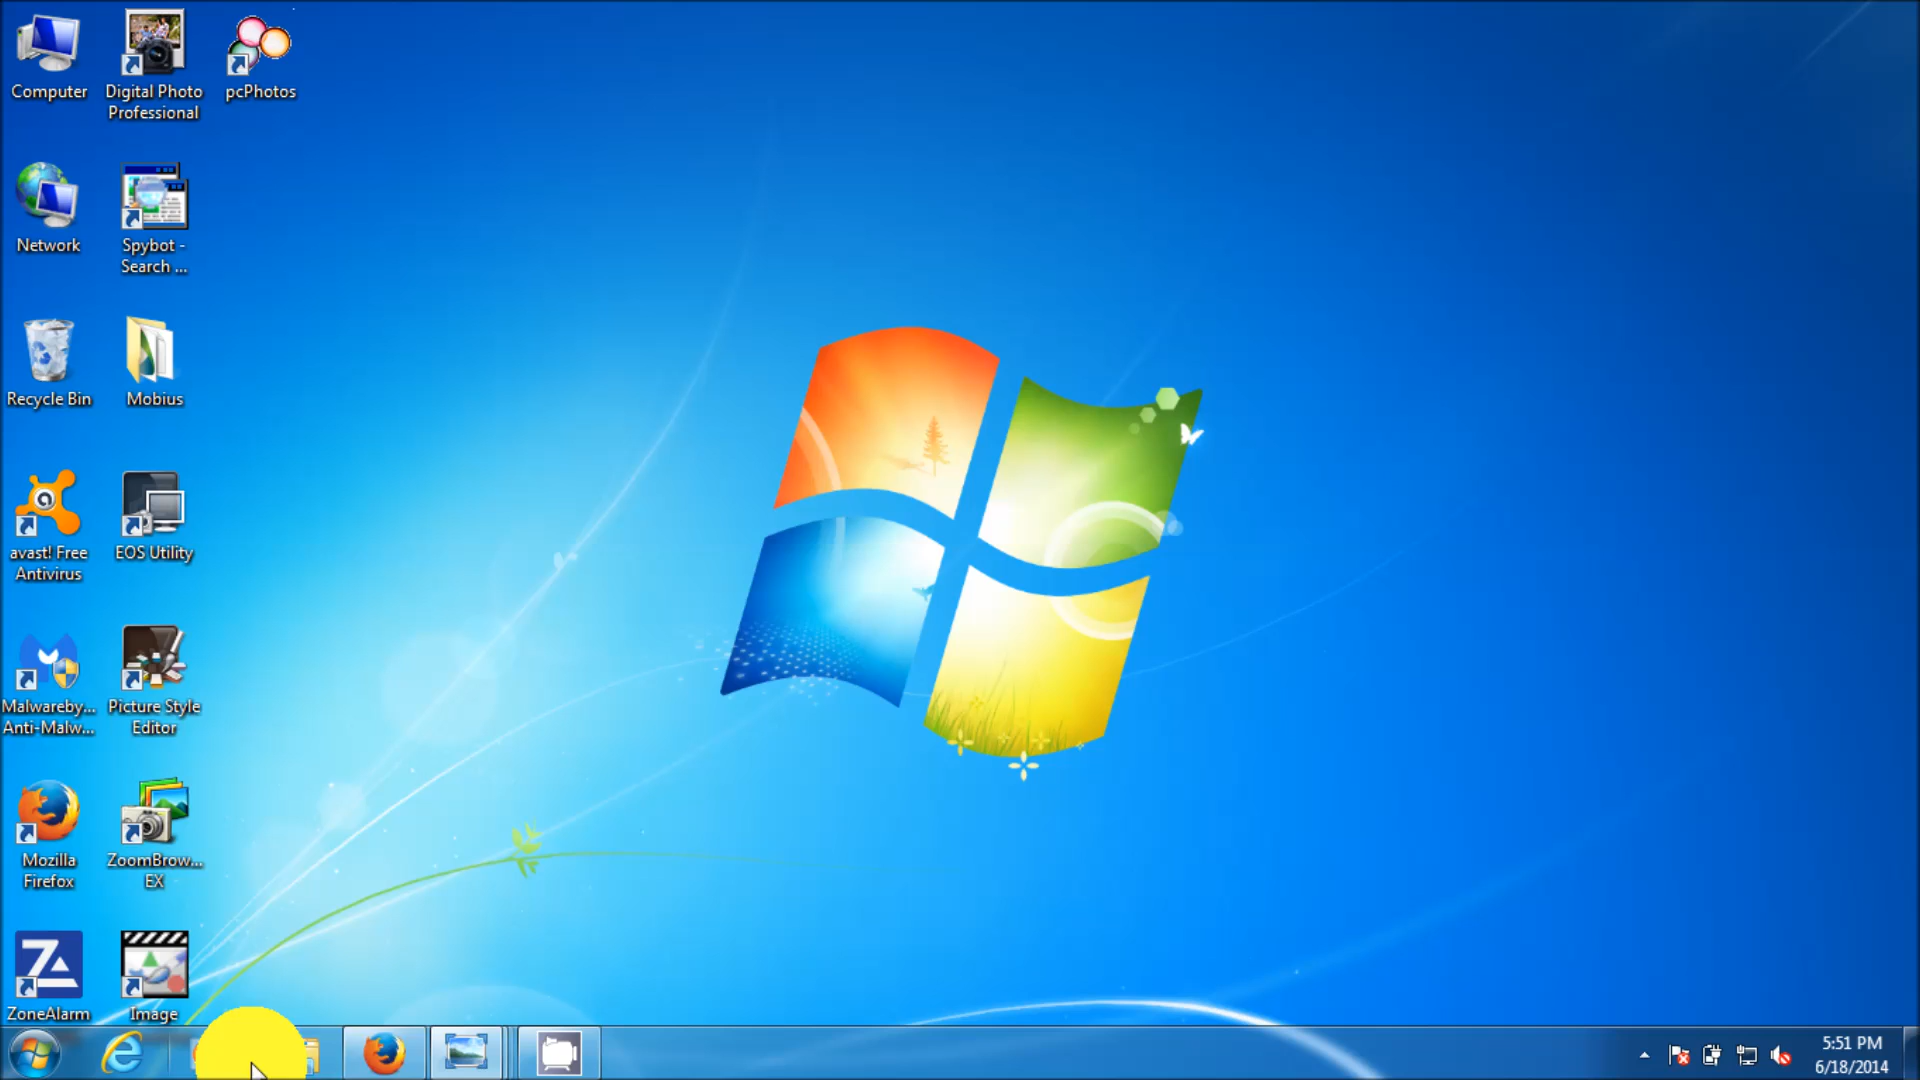 Computer
Digital Photo
Professional
pcPhotos
Network
Spybot -
Search ...
Recycle Bin
Mobius
avast! Free
Antivirus
EOS Utility
Malwareby...
Anti-Malw...
Picture Style
Editor
Mozilla
Firefox
ZoomBrow...
EX
ZoneAlarm
Image
5:51 PM
6/18/2014